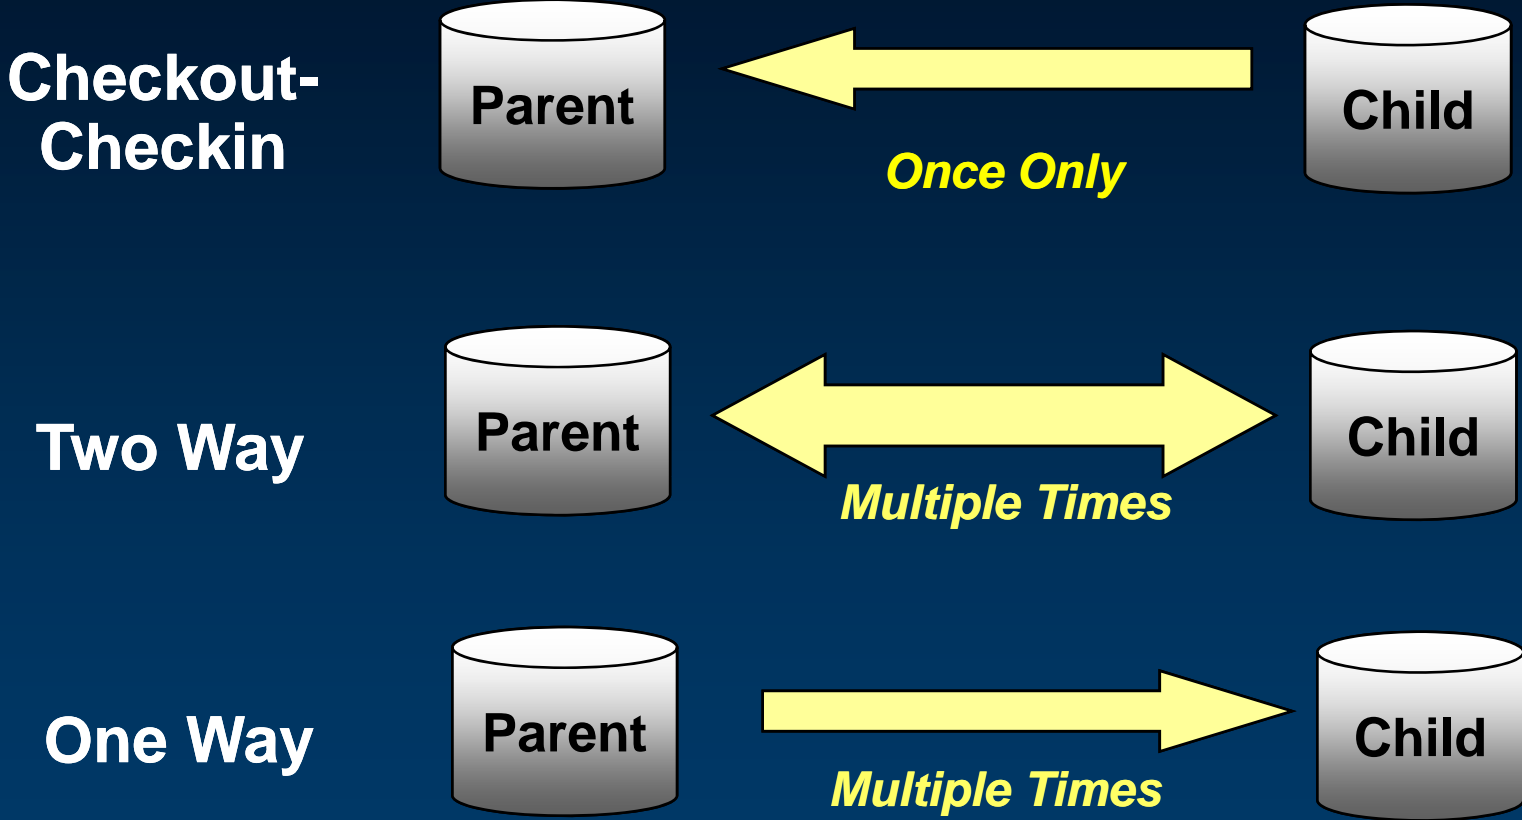 Checkout-
Checkin
Parent
Once Only
Child
Two Way
Parent
Multiple Times
Child
One Way
Parent
Multiple Times
Child